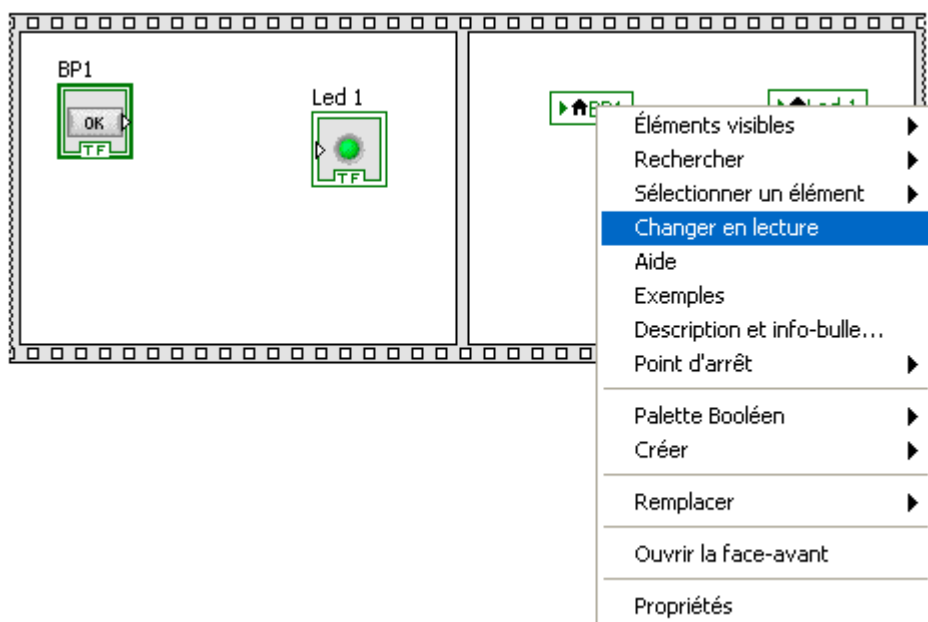 BP1
OK
TF
Led 1
TF
Éléments visibles
Rechercher
Sélectionner un élément
Changer en lecture
Aide
Exemples
Description et info-bulle...
Point d'arrêt
Palette Booléen
Créer
Remplacer
Ouvrir la face-avant
Propriétés